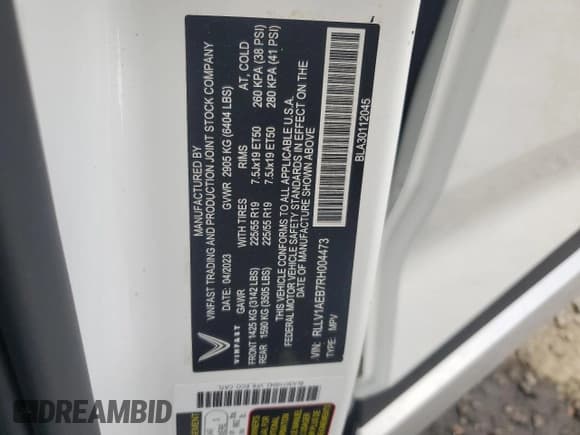 MANUFACTURED BY
VINFAST TRADING AND PRODUCTION JOINT STOCK COMPANY
DATE: 04/2023 GVWR 2905 KG (6404 LBS)
GAWR WITH TIRES RIMS AT, COLD
FRONT 1425 KG (3142 LBS) 225/55 R19 7.5Jx19 ET50 260 KPA (38 PSI)
REAR 1590 KG (3505 LBS) 225/55 R19 7.5Jx19 ET50 280 KPA (41 PSI)
THIS VEHICLE CONFORMS TO ALL APPLICABLE U.S.A.
FEDERAL MOTOR VEHICLE SAFETY STANDARDS IN EFFECT ON THE
DATE OF MANUFACTURE SHOWN ABOVE
VIN: RLLV1AEB7RH004473
TYPE: MPV
BLA30112045
VINFAST
DREAMBID